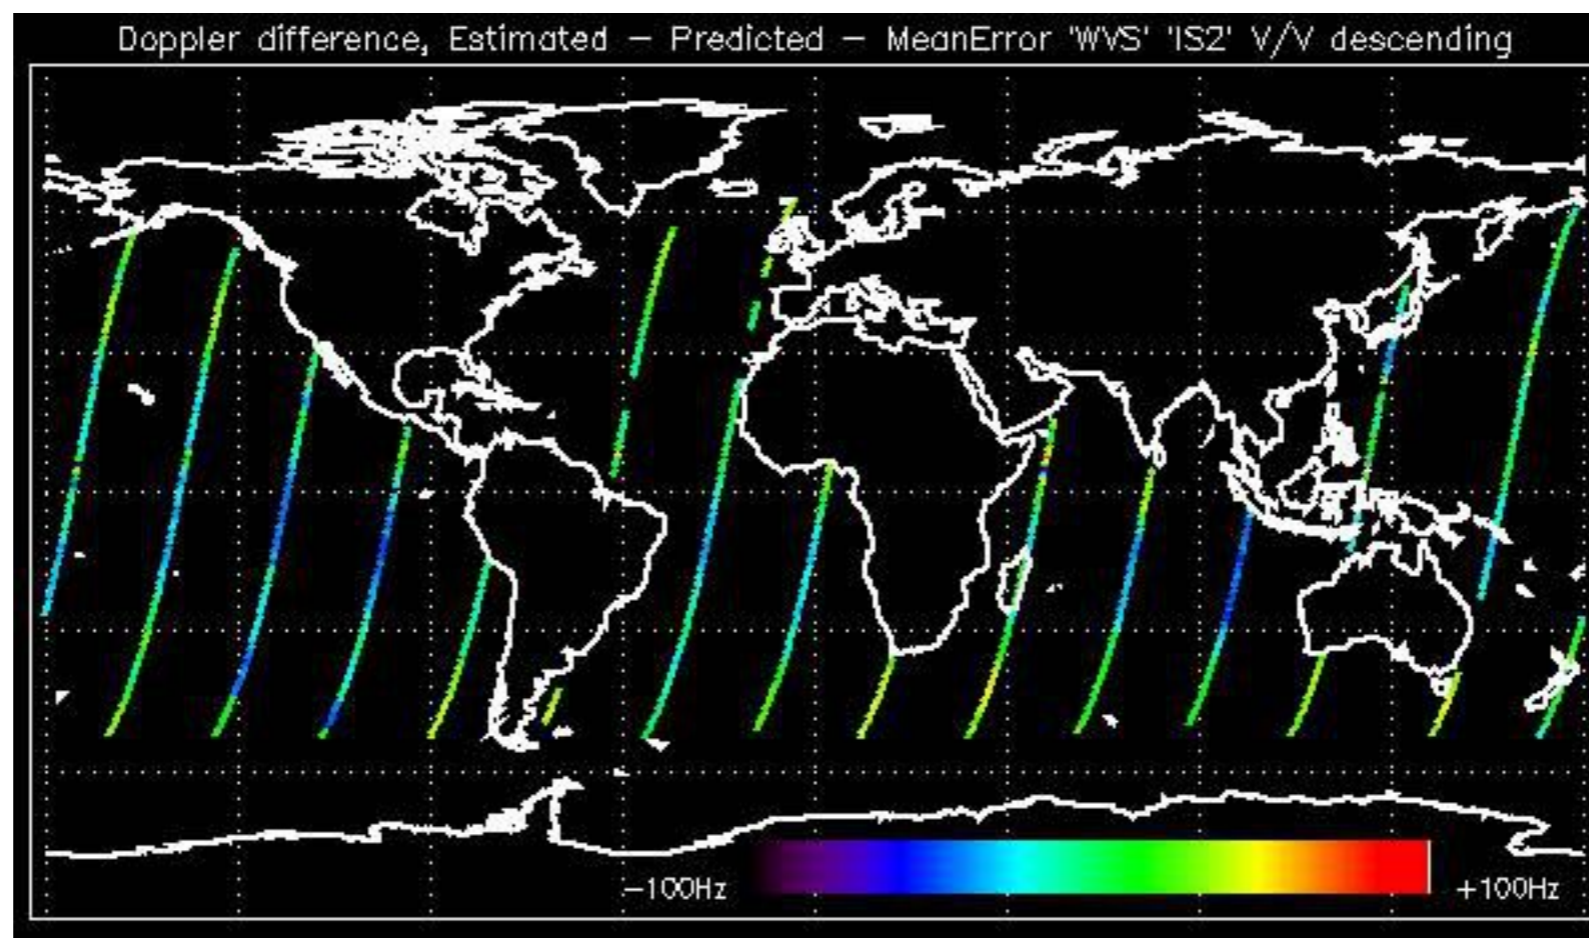 Doppler difference, Estimated - Predicted - MeanError 'WVS' 'IS2' V/V descending
-100Hz +100Hz